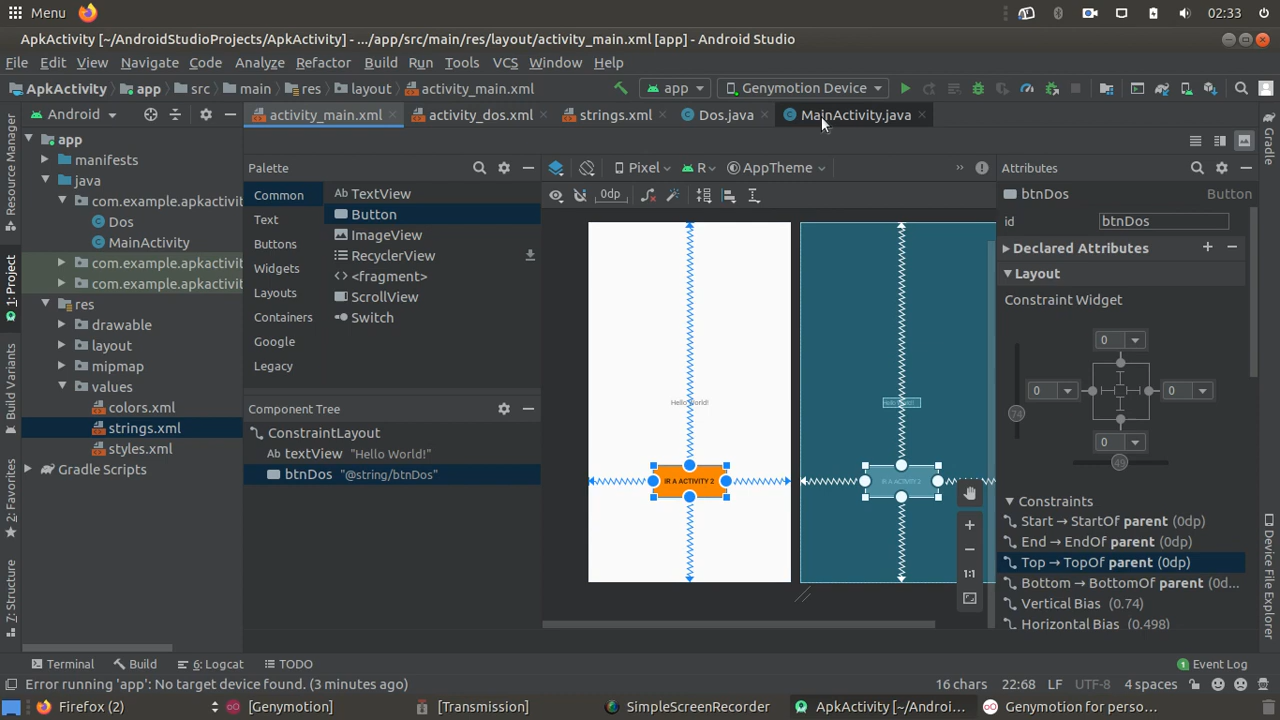 Menu
02:33
ApkActivity [~/AndroidStudioProjects/ApkActivity] - .../app/src/main/res/layout/activity_main.xml [app] - Android Studio
File Edit View Navigate Code Analyze Refactor Build Run Tools VCS Window Help
ApkActivity app src main res layout activity_main.xml app Genymotion Device
Android activity_main.xml activity_dos.xml strings.xml Dos.java MainActivity.java
Resource Manager
1: Project
Build Variants
2: Favorites
7: Structure
app
manifests
java
com.example.apkactivit
Dos
MainActivity
com.example.apkactivit
com.example.apkactivit
res
drawable
layout
mipmap
values
colors.xml
strings.xml
styles.xml
Gradle Scripts
Palette
Common
Text
Buttons
Widgets
Layouts
Containers
Google
Legacy
Ab TextView
Button
ImageView
RecyclerView
<> <fragment>
ScrollView
Switch
Component Tree
ConstraintLayout
Ab textView "Hello World!"
btnDos "@string/btnDos"
Pixel R AppTheme »
0dp
Hello World!
IR A ACTIVITY 2
Hello World!
IR A ACTIVITY 2
1:1
Attributes
btnDos Button
id btnDos
Declared Attributes
Layout
Constraint Widget
0
0 0
74
0
49
Constraints
Start → StartOf parent (0dp)
End → EndOf parent (0dp)
Top → TopOf parent (0dp)
Bottom → BottomOf parent (0d...
Vertical Bias (0.74)
Horizontal Bias (0.498)
Gradle
Device File Explorer
Terminal Build 6: Logcat TODO 1 Event Log
Error running 'app': No target device found. (3 minutes ago) 16 chars 22:68 LF UTF-8 4 spaces
Firefox (2) [Genymotion] [Transmission] SimpleScreenRecorder ApkActivity [~/Androi... Genymotion for perso...